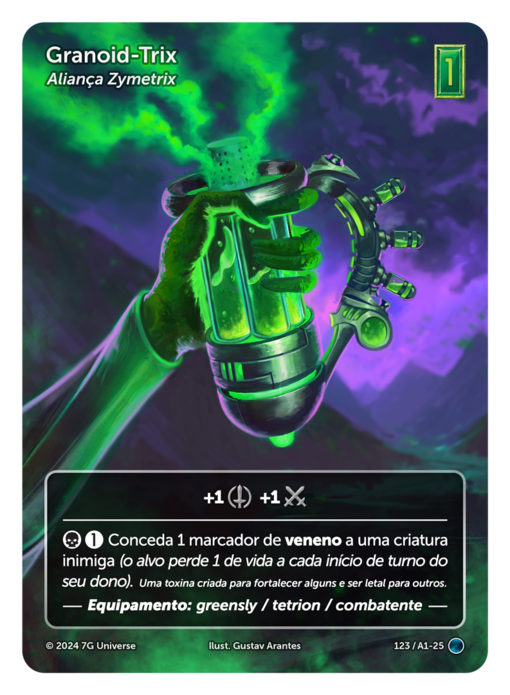 Granoid-Trix
1
Aliança Zymetrix
+1 +1
1 Conceda 1 marcador de veneno a uma criatura
inimiga (o alvo perde 1 de vida a cada início de turno do
seu dono). Uma toxina criada para fortalecer alguns e ser letal para outros.
Equipamento: greensly / tetrion / combatente
© 2024 7G Universe Ilust. Gustav Arantes 123 / A1-25